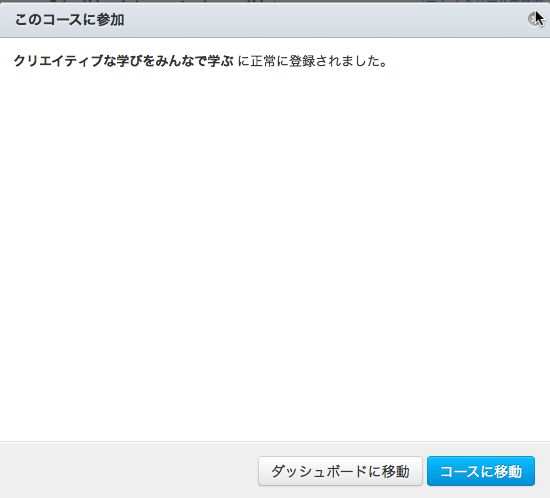 このコースに参加
クリエイティブな学びをみんなで学ぶ に正常に登録されました。
ダッシュボードに移動
コースに移動